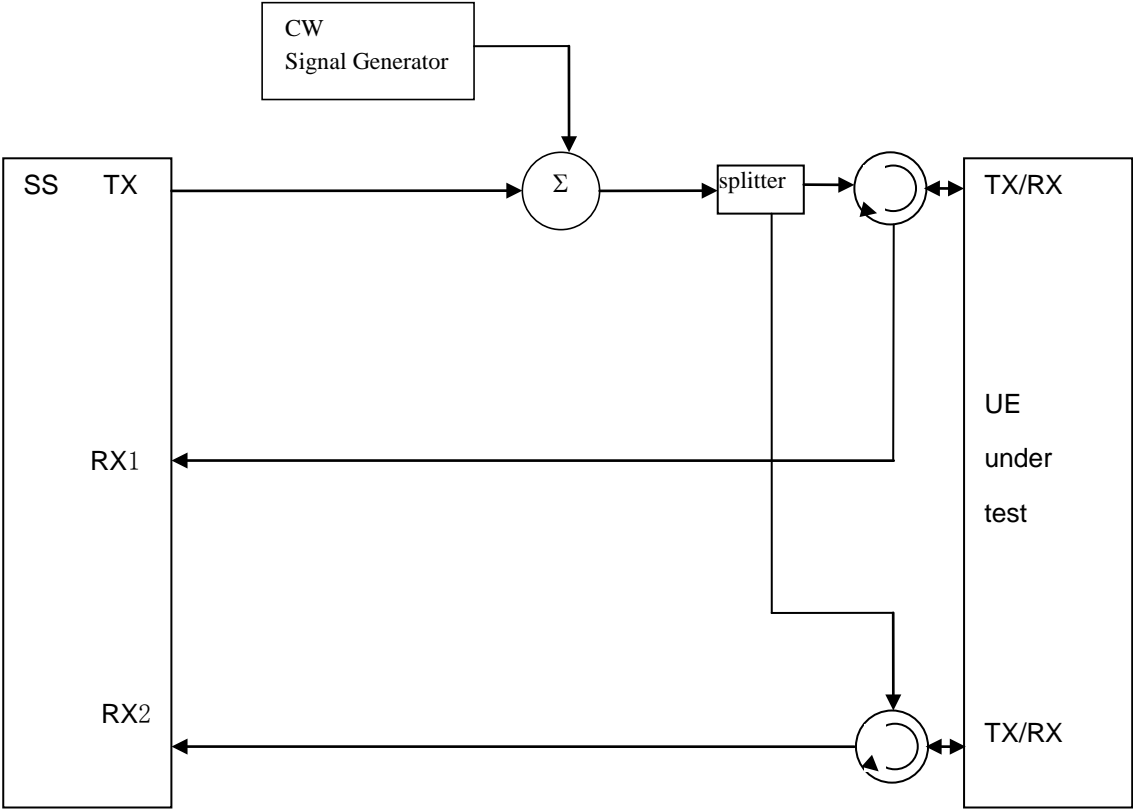 CW
Signal Generator
SS TX
Σ
splitter
TX/RX
RX1
UE
under
test
RX2
TX/RX